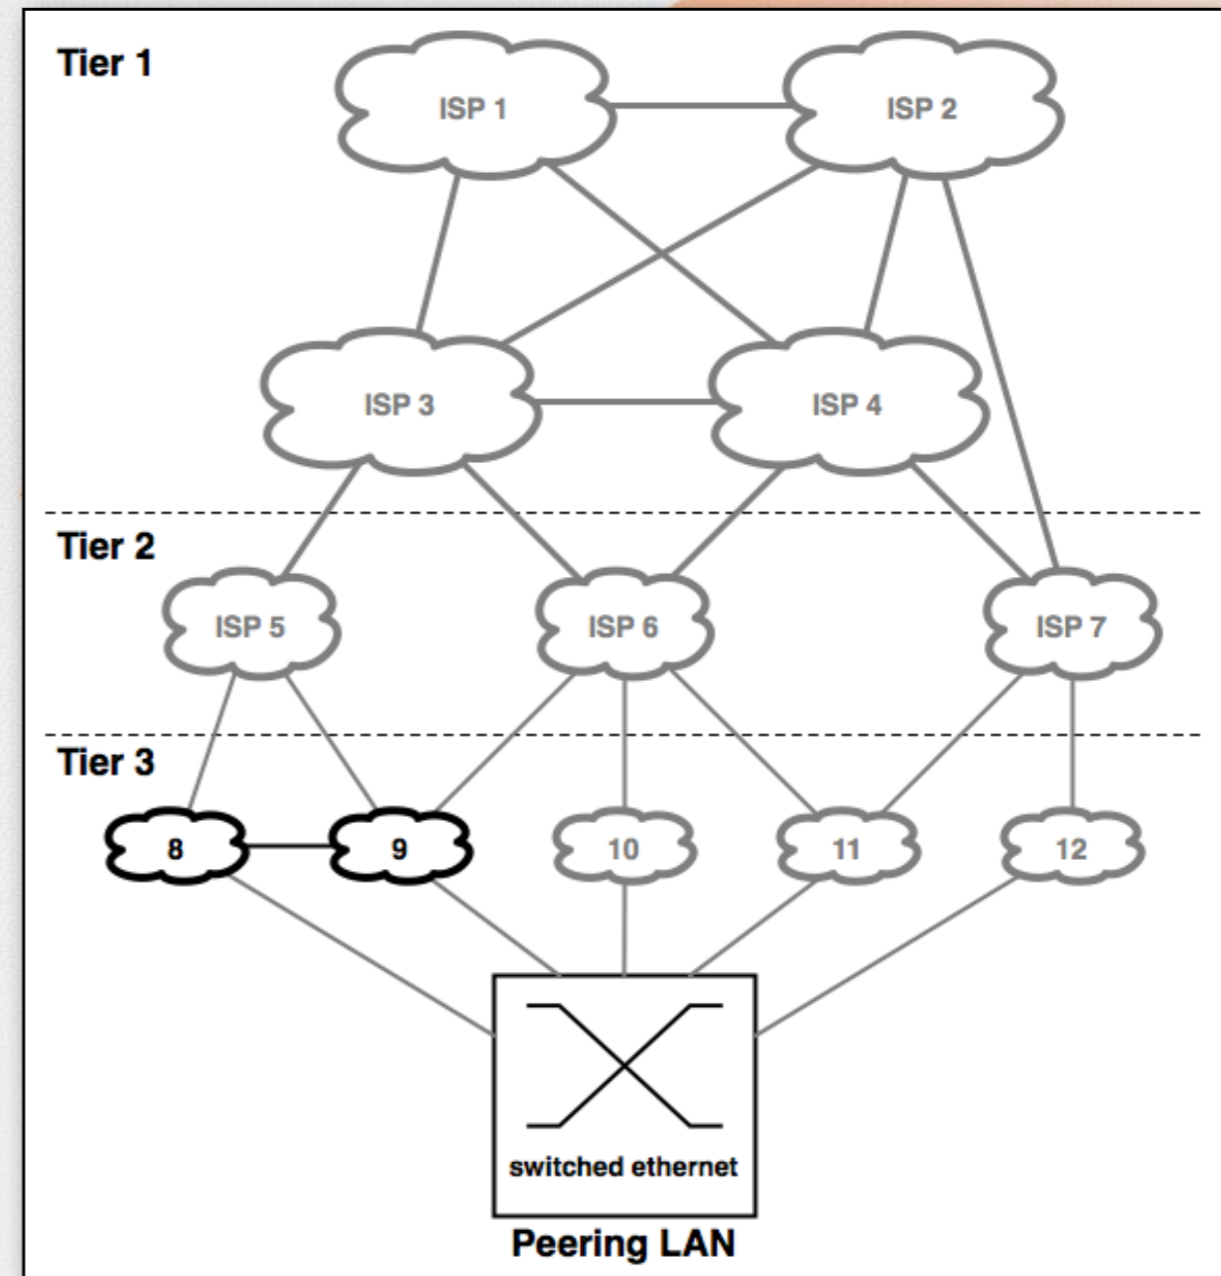 Tier 1
ISP 1
ISP 2
ISP 3
ISP 4
Tier 2
ISP 5
ISP 6
ISP 7
Tier 3
8
9
10
11
12
switched ethernet
Peering LAN